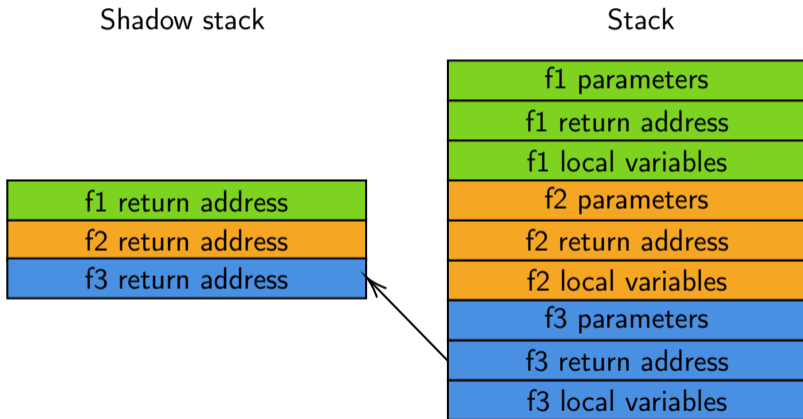 Shadow stack
Stack
f1 parameters
f1 return address
f1 local variables
f1 return address
f2 parameters
f2 return address
f2 return address
f3 return address
f2 local variables
f3 parameters
f3 return address
f3 local variables